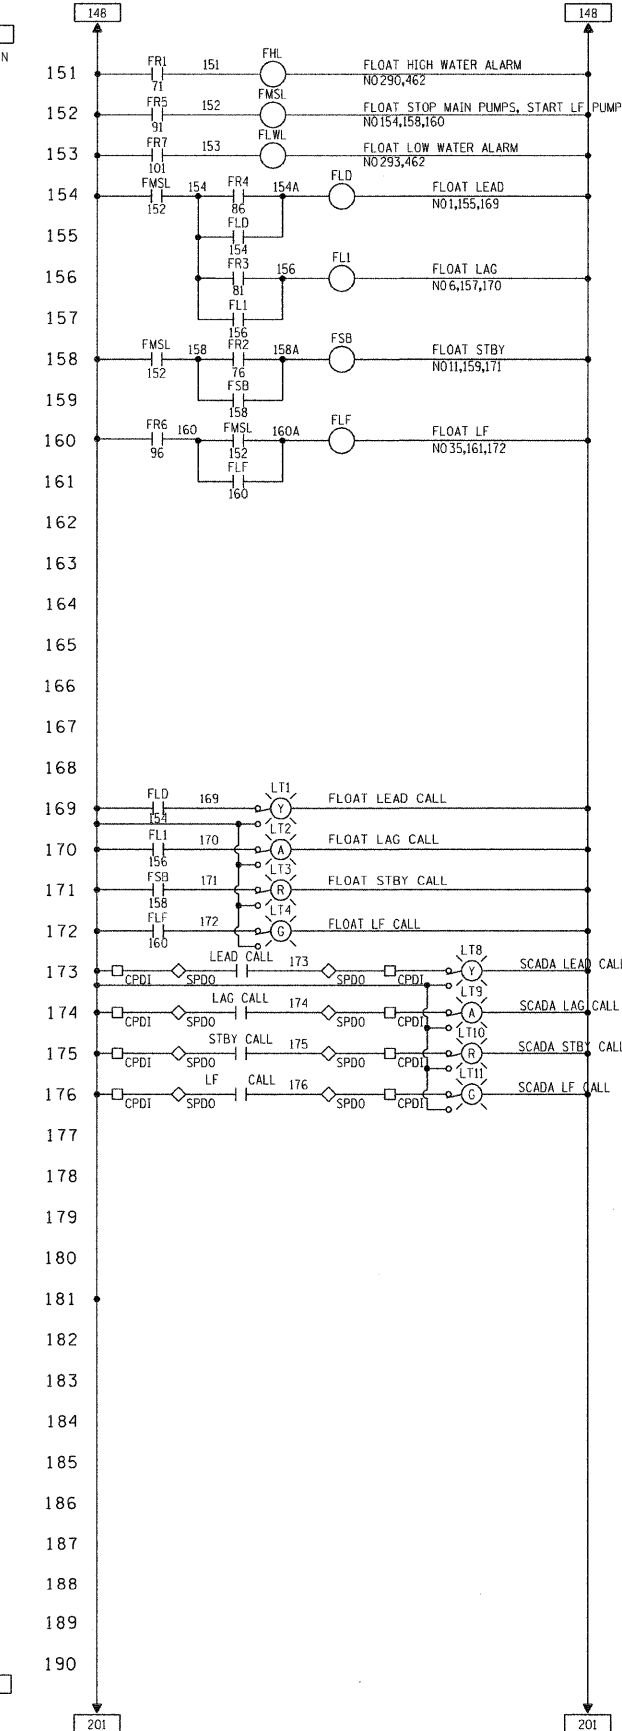 148 148
N
FHL
FR1 151 FLOAT HIGH WATER ALARM
151
71 NO290,462
FMSL
FR5 152 FLOAT STOP MAIN PUMPS, START LF PUMP
152
91 NO154,158,160
FLWL
FR7 153 FLOAT LOW WATER ALARM
153
101 NO293,462
FMSL 154 FR4 154A FLD FLOAT LEAD
154
152 86 NO1,155,169
FLD
155
154
FR3 156 FL1 FLOAT LAG
156
81 NO6,157,170
FL1
157
156
FMSL 158 FR2 158A FSB FLOAT STBY
158
152 76 NO11,159,171
FSB
159
158
FR6 160 FMSL 160A FLF FLOAT LF
160
96 152 NO35,161,172
FLF
161
160
162
163
164
165
166
167
168
LT1
FLD 169 FLOAT LEAD CALL
169 Y
154 LT2
FL1 170 FLOAT LAG CALL
170 A
156 LT3
FSB 171 FLOAT STBY CALL
171 R
158 LT4
FLF 172 FLOAT LF CALL
172 G
160
LEAD CALL 173 LT8 SCADA LEAD CALL
173 Y
CPDI SPDO SPDO CPDI LT9
LAG CALL 174 SCADA LAG CALL
174 A
CPDI SPDO SPDO CPDI LT10
STBY CALL 175 SCADA STBY CALL
175 R
CPDI SPDO SPDO CPDI LT11
LF CALL 176 SCADA LF CALL
176 G
CPDI SPDO SPDO CPDI
177
178
179
180
181
182
183
184
185
186
187
188
189
190
201 201